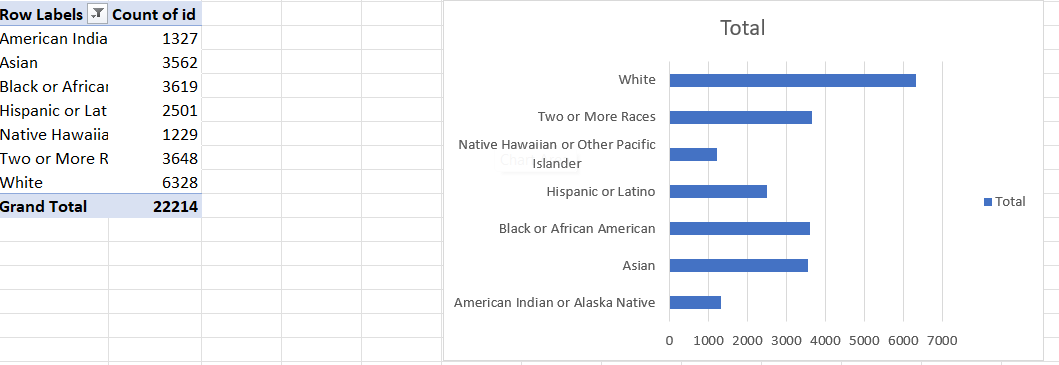 Row Labels Count of id
American India 1327
Asian 3562
Black or Africa 3619
Hispanic or Lat 2501
Native Hawaiia 1229
Two or More R 3648
White 6328
Grand Total 22214
Total
White
Two or More Races
Native Hawaiian or Other Pacific
Islander
Hispanic or Latino
Black or African American
Asian
American Indian or Alaska Native
0 1000 2000 3000 4000 5000 6000 7000
Total